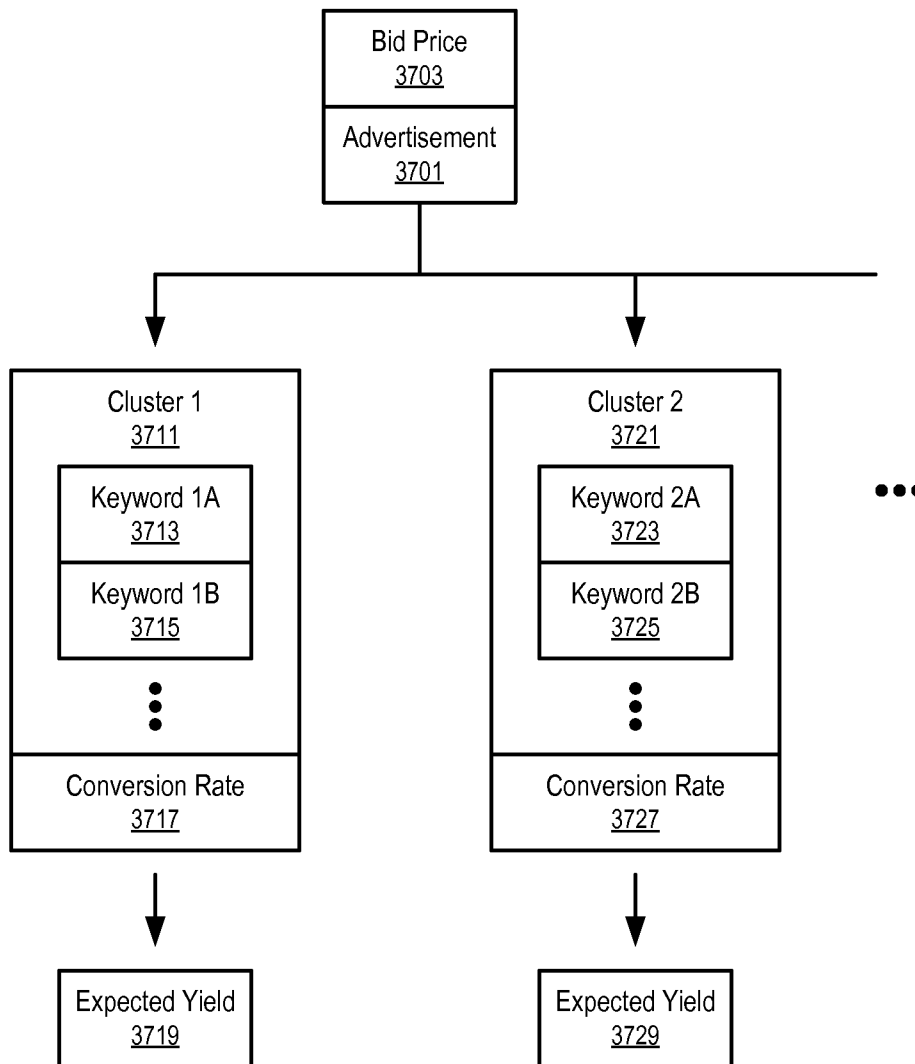 Bid Price
3703
Advertisement
3701
Cluster 1
3711
Keyword 1A
3713
Keyword 1B
3715
Conversion Rate
3717
Expected Yield
3719
Cluster 2
3721
Keyword 2A
3723
Keyword 2B
3725
Conversion Rate
3727
Expected Yield
3729